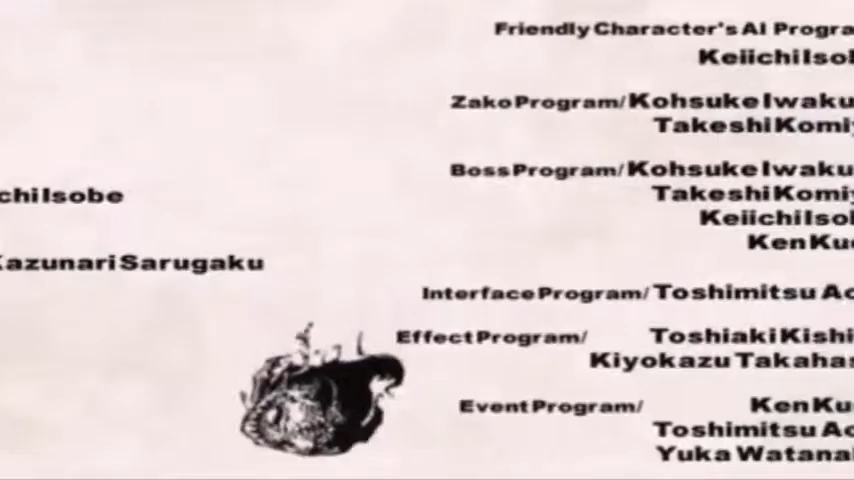 Friendly Character's AI Progra
Keiichi Isob
Zako Program/ Kohsuke Iwaku
Takeshi Komiy
Boss Program/ Kohsuke Iwaku
Takeshi Komiy
Keiichi Isob
Ken Ku
Interface Program/ Toshimitsu Ao
Effect Program/ Toshiaki Kishi
Kiyokazu Takahas
Event Program/ Ken Ku
Toshimitsu Ao
Yuka Watanab
chi Isobe
Kazunari Sarugaku